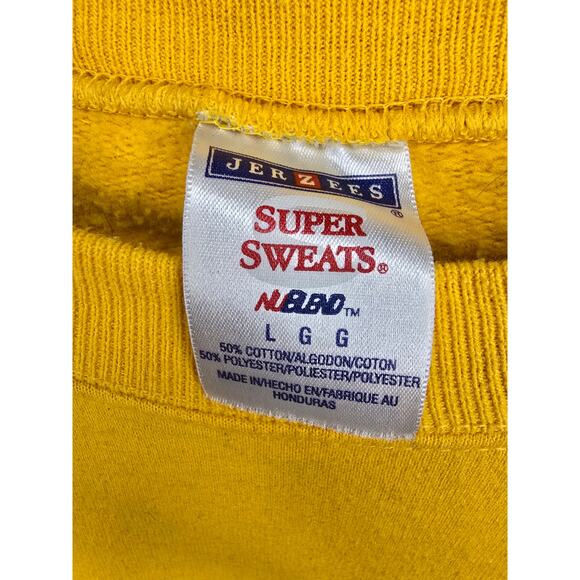 JERZEES®
SUPER
SWEATS®
NUBLEND™
L G G
50% COTTON/ALGODON/COTON
50% POLYESTER/POLIESTER/POLYESTER
MADE IN/HECHO EN/FABRIQUE AU
HONDURAS